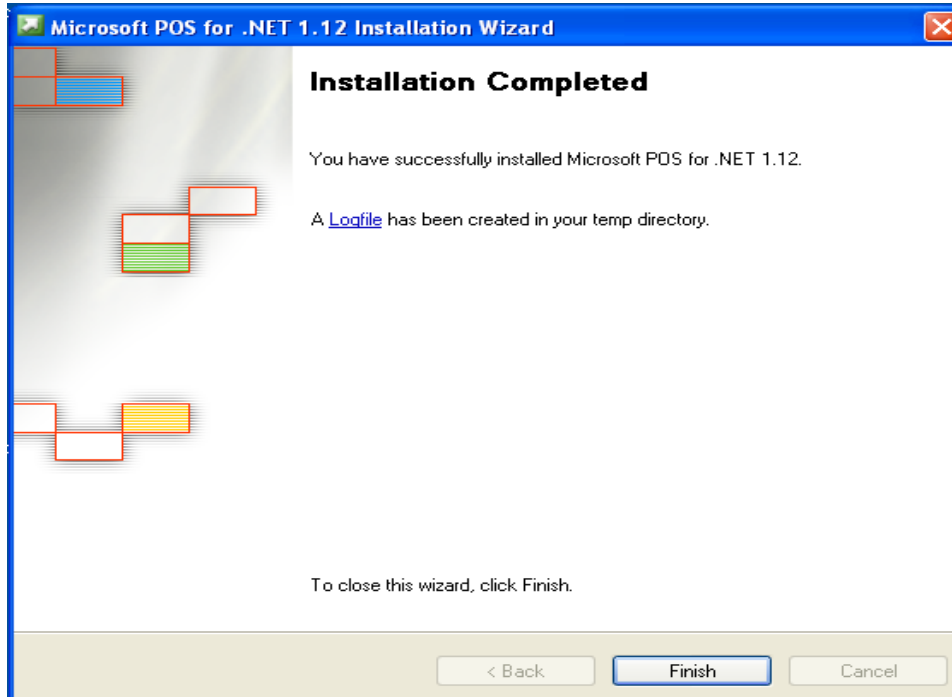 Microsoft POS for .NET 1.12 Installation Wizard
Installation Completed
You have successfully installed Microsoft POS for .NET 1.12.
A Logfile has been created in your temp directory.
To close this wizard, click Finish.
< Back
Finish
Cancel